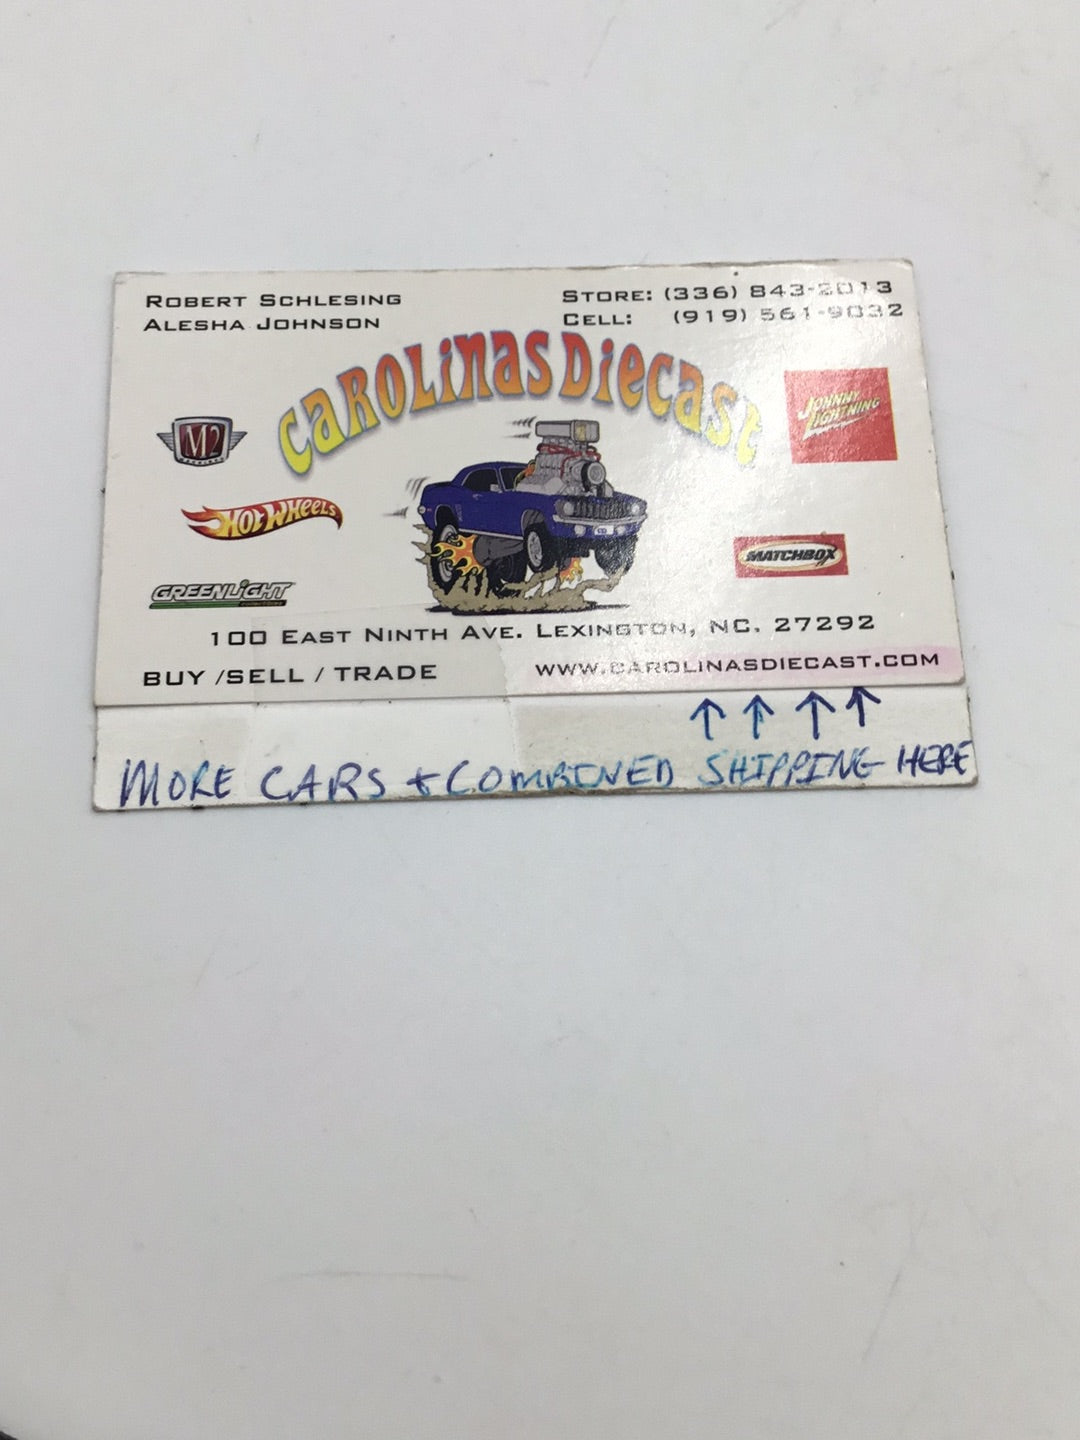 ROBERT SCHLESING
ALESHA JOHNSON
STORE: (336) 843-2013
CELL: (919) 561-9032
CAROLINAS DIECAST
M2
MACHINES
JOHNNY
LIGHTNING
HOT WHEELS
MATCHBOX
GREENLIGHT
100 EAST NINTH AVE. LEXINGTON, NC. 27292
BUY /SELL / TRADE
WWW.CAROLINASDIECAST.COM
↑ ↑ ↑ ↑
MORE CARS + COMBINED SHIPPING HERE